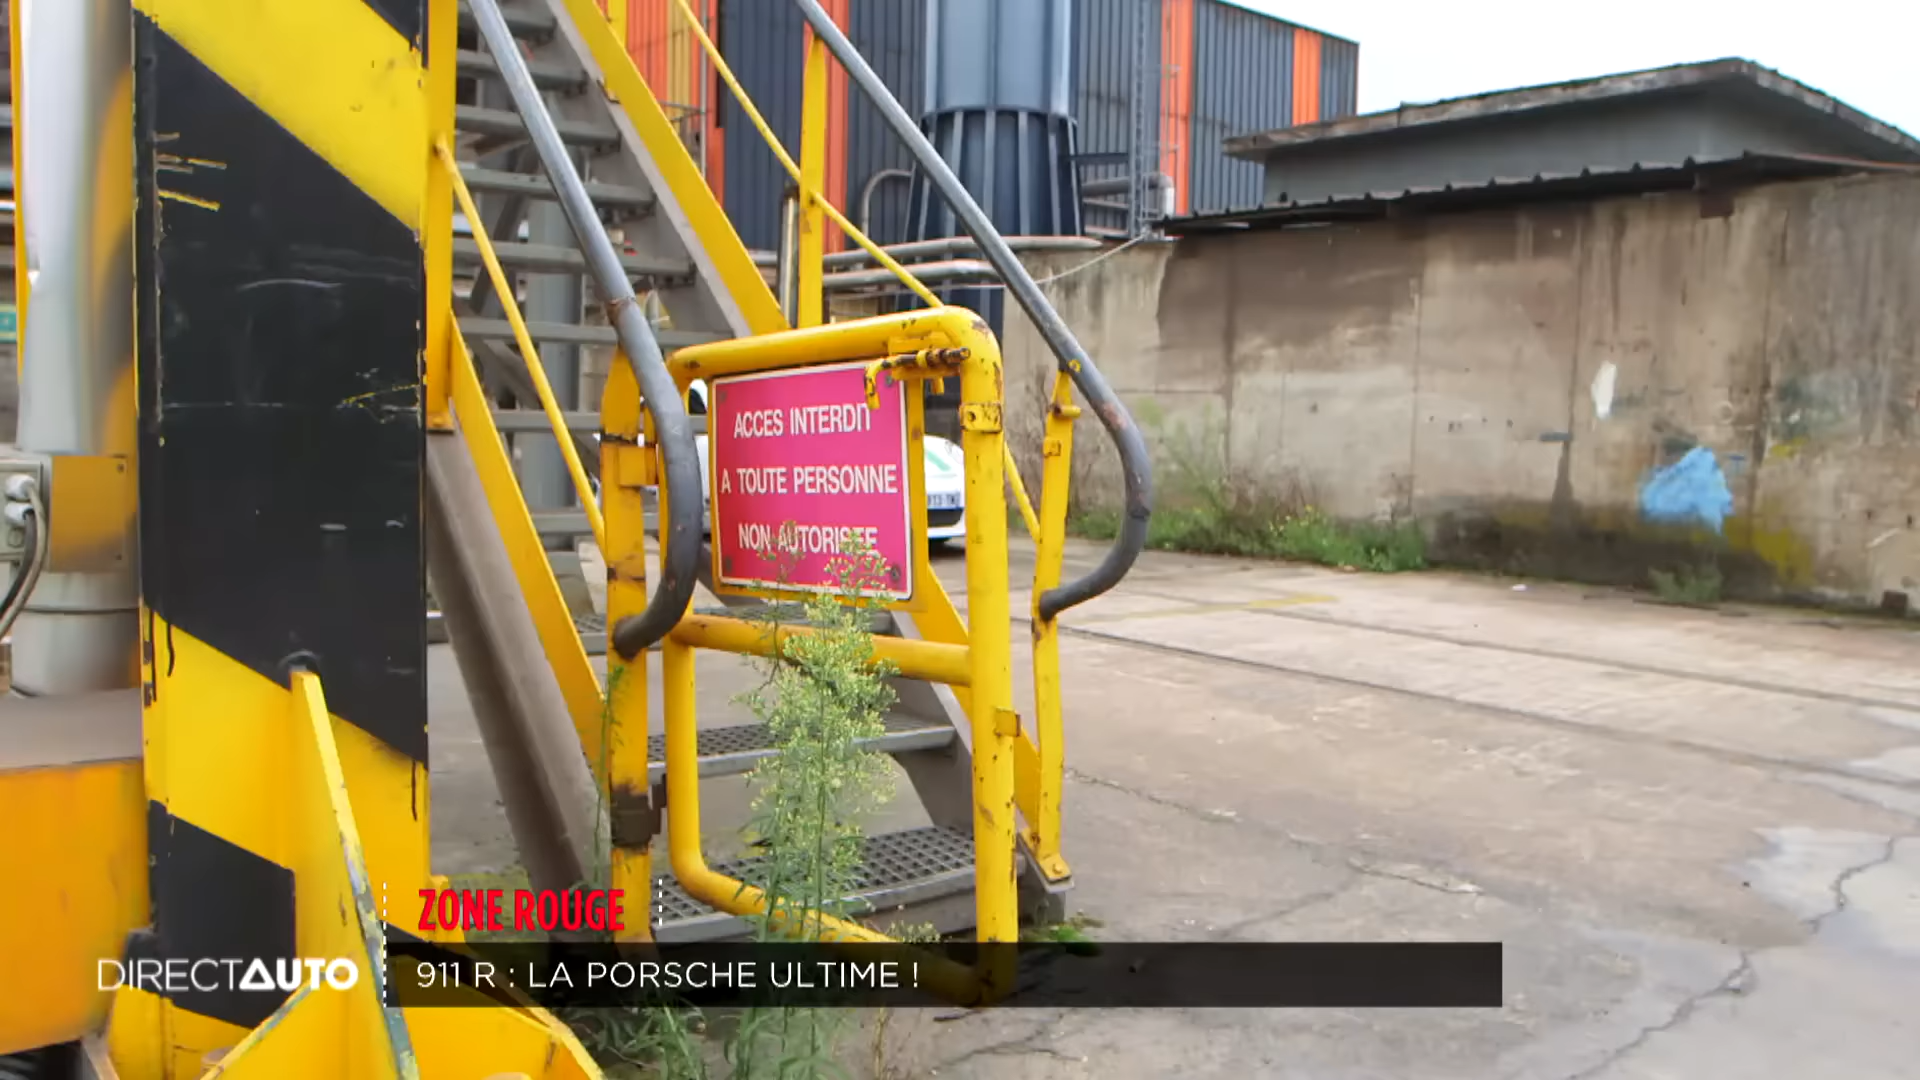 ACCES INTERDIT
A TOUTE PERSONNE
NON AUTORISEE
ZONE ROUGE
DIRECTAUTO
911 R : LA PORSCHE ULTIME !